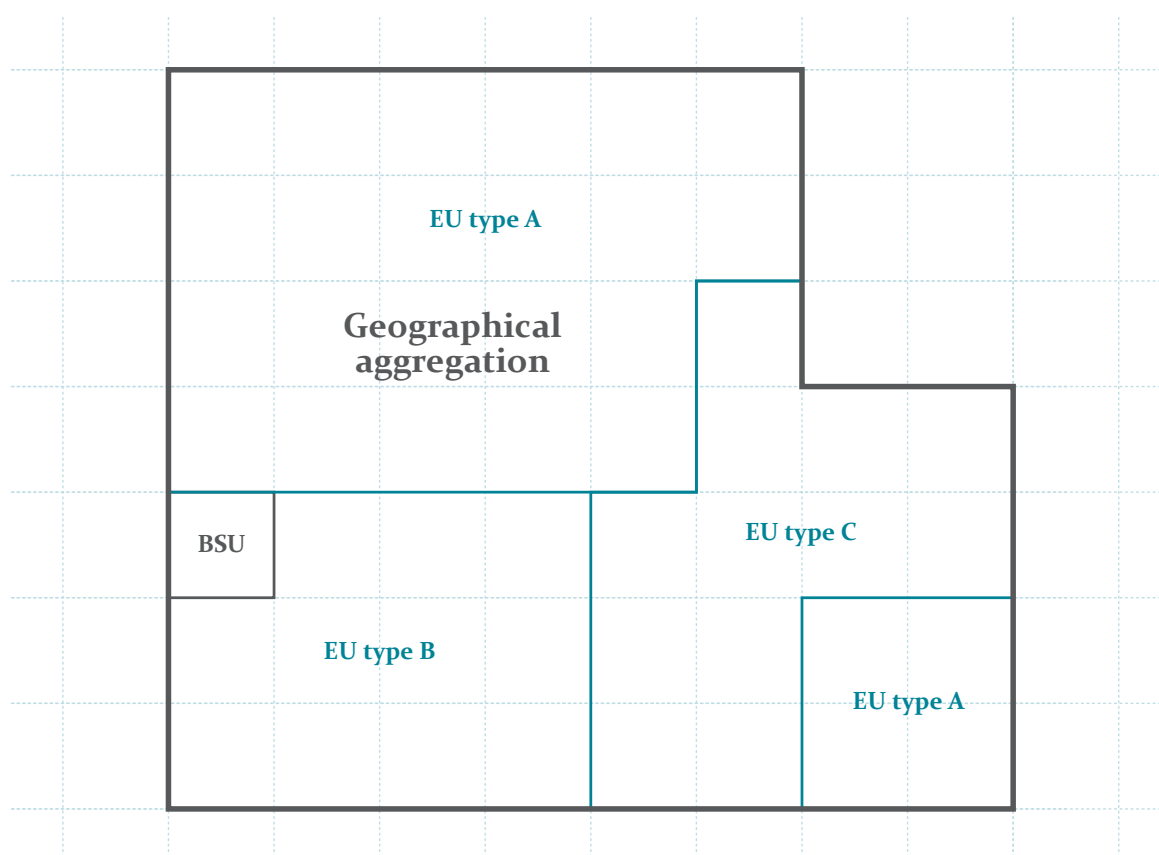 EU type A
Geographical
aggregation
BSU
EU type C
EU type B
EU type A